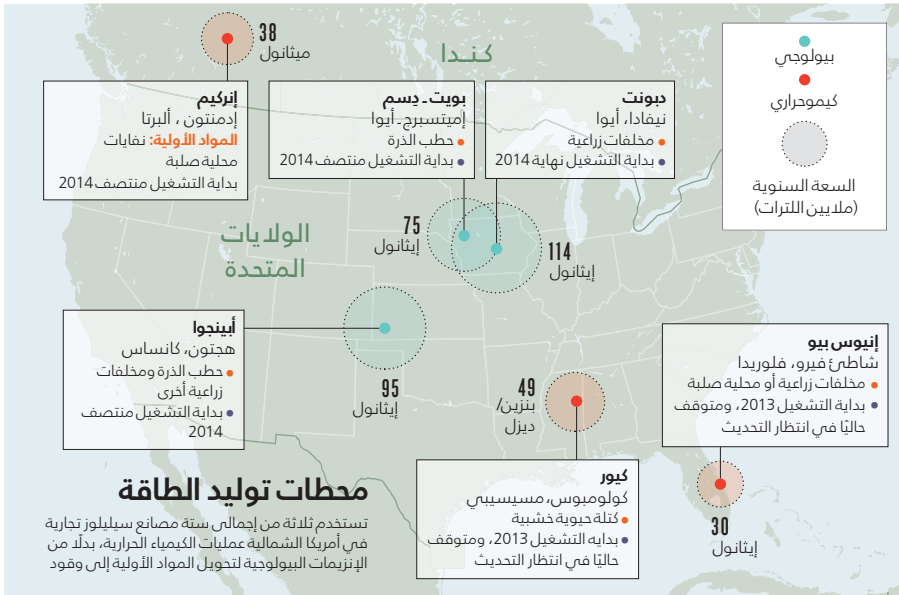 بيولوجي
كيموحراري
السعة السنوية
(ملايين اللترات)
كندا
الولايات
المتحدة
38
ميثانول
إنركيم
إدمنتون ، ألبرتا
المواد الأولية: نفايات
محلية صلبة
بداية التشغيل منتصف 2014
بويت ـ دِسم
إميتسبرج ـ أيوا
حطب الذرة
بداية التشغيل منتصف 2014
75
إيثانول
دبونت
نيفادا، أيوا
مخلفات زراعية
بداية التشغيل نهاية 2014
114
إيثانول
أبينجوا
هجتون، كانساس
حطب الذرة ومخلفات
زراعية أخرى
بداية التشغيل منتصف
2014
95
إيثانول
49
بنزين/
ديزل
كيور
كولومبوس، مسيسيبي
كتلة حيوية خشبية
بدايه التشغيل 2013، ومتوقف
حاليًا في انتظار التحديث
إنيوس بيو
شاطئ فيرو، فلوريدا
مخلفات زراعية أو محلية صلبة
بداية التشغيل 2013، ومتوقف
حاليًا في انتظار التحديث
30
إيثانول
محطات توليد الطاقة
تستخدم ثلاثة من إجمالي ستة مصانع سيليلوز تجارية
في أمريكا الشمالية عمليات الكيمياء الحرارية، بدلًا من
الإنزيمات البيولوجية لتحويل المواد الأولية إلى وقود